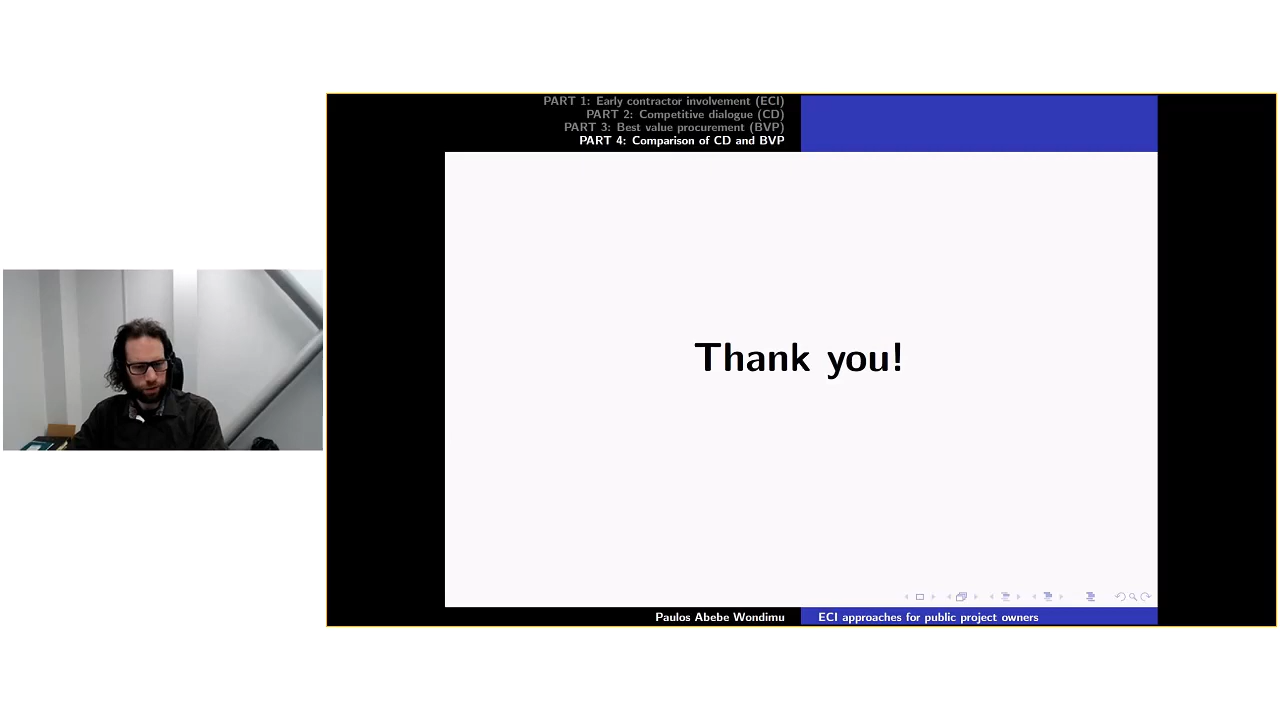 PART 1: Early contractor involvement (ECI)
PART 2: Competitive dialogue (CD)
PART 3: Best value procurement (BVP)
PART 4: Comparison of CD and BVP
Thank you!
Paulos Abebe Wondimu
ECI approaches for public project owners